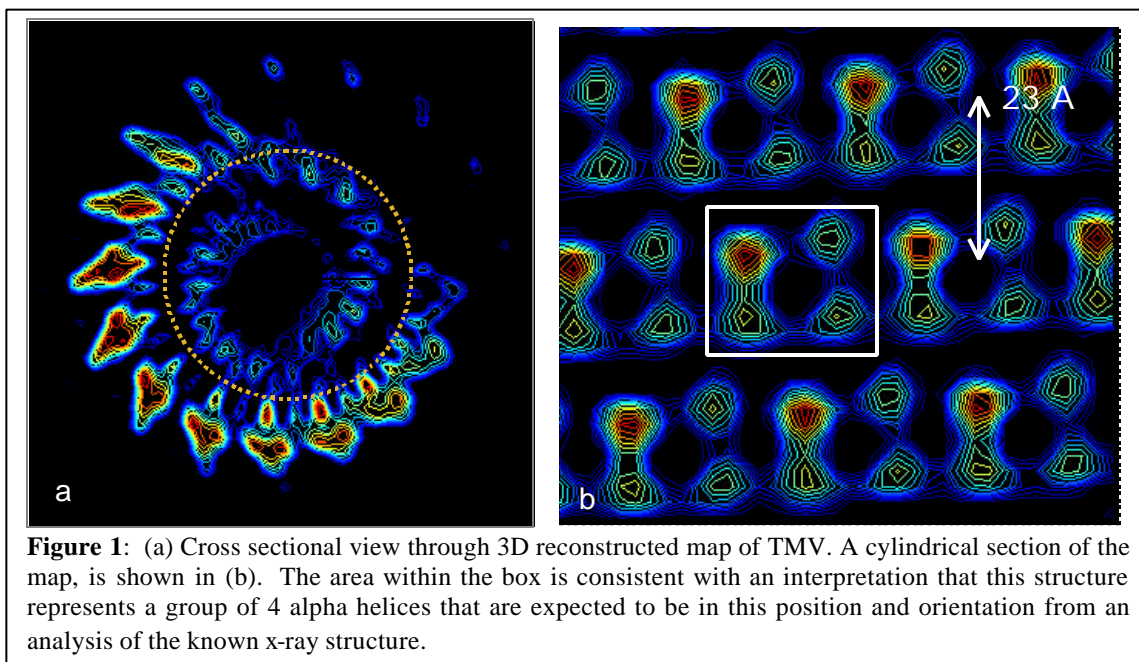 23 A
a
b
Figure 1: (a) Cross sectional view through 3D reconstructed map of TMV. A cylindrical section of the
map, is shown in (b). The area within the box is consistent with an interpretation that this structure
represents a group of 4 alpha helices that are expected to be in this position and orientation from an
analysis of the known x-ray structure.